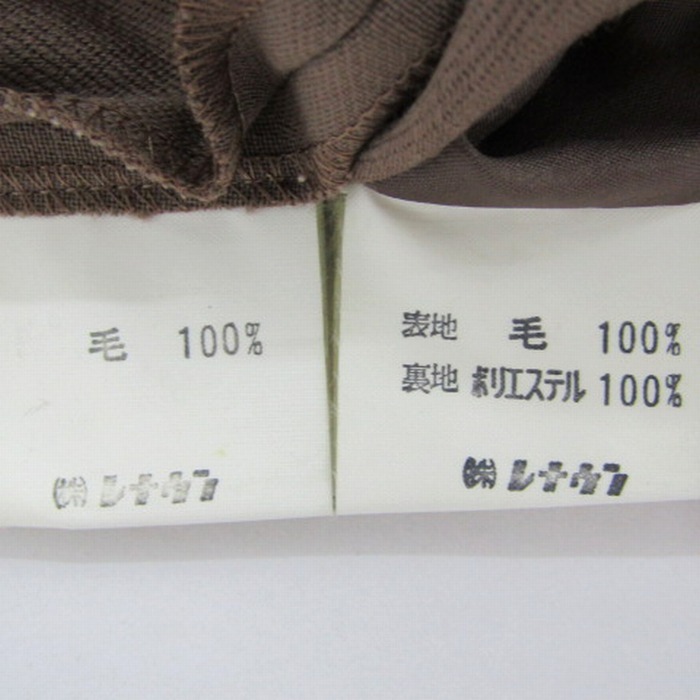 毛 100%
㈱レナウン
表地 毛 100%
裏地 ポリエステル 100%
㈱レナウン